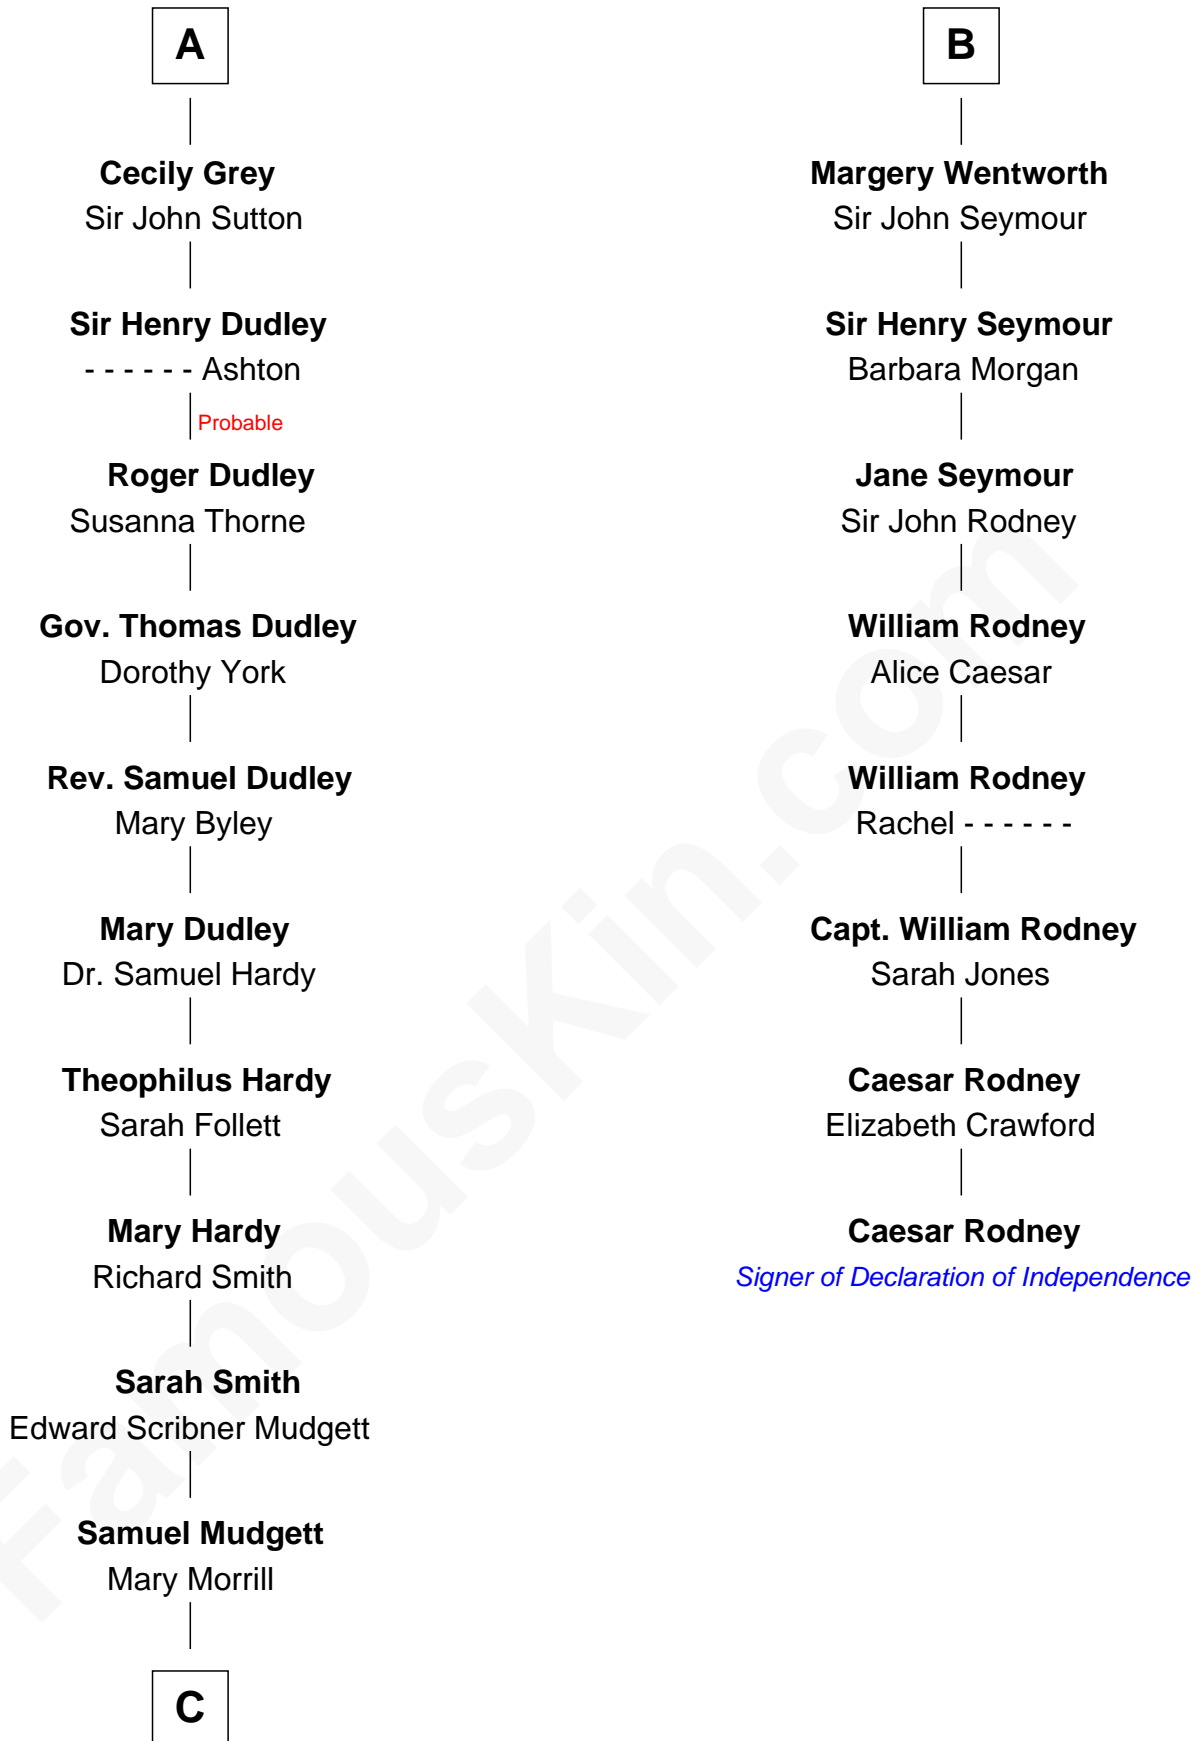 A
Cecily Grey
Sir John Sutton
Sir Henry Dudley
- - - - - - Ashton
Probable
Roger Dudley
Susanna Thorne
Gov. Thomas Dudley
Dorothy York
Rev. Samuel Dudley
Mary Byley
Mary Dudley
Dr. Samuel Hardy
Theophilus Hardy
Sarah Follett
Mary Hardy
Richard Smith
Sarah Smith
Edward Scribner Mudgett
Samuel Mudgett
Mary Morrill
C
B
Margery Wentworth
Sir John Seymour
Sir Henry Seymour
Barbara Morgan
Jane Seymour
Sir John Rodney
William Rodney
Alice Caesar
William Rodney
Rachel - - - - - -
Capt. William Rodney
Sarah Jones
Caesar Rodney
Elizabeth Crawford
Caesar Rodney
Signer of Declaration of Independence
FamousKin.com